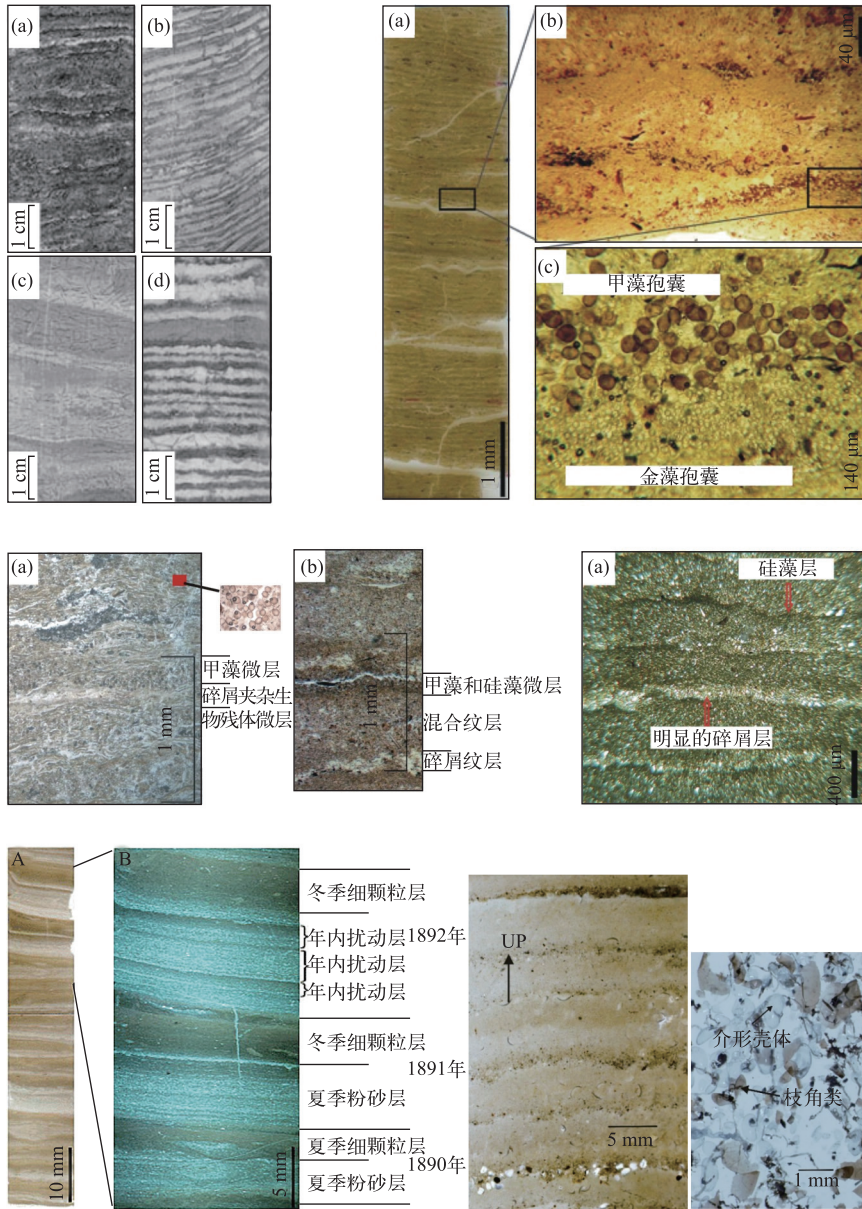 (a)
(b)
1 cm
1 cm
(c)
(d)
1 cm
1 cm
(a)
1 mm
(b)
40 μm
(c)
甲藻孢囊
金藻孢囊
140 μm
(a)
甲藻微层
碎屑夹杂生
物残体微层
1 mm
(b)
1 mm
甲藻和硅藻微层
混合纹层
碎屑纹层
(a)
硅藻层
明显的碎屑层
400 μm
A
10 mm
B
冬季细颗粒层
年内扰动层
1892年
年内扰动层
年内扰动层
冬季细颗粒层
1891年
夏季粉砂层
夏季细颗粒层
1890年
夏季粉砂层
5 mm
UP
5 mm
介形壳体
枝角类
1 mm